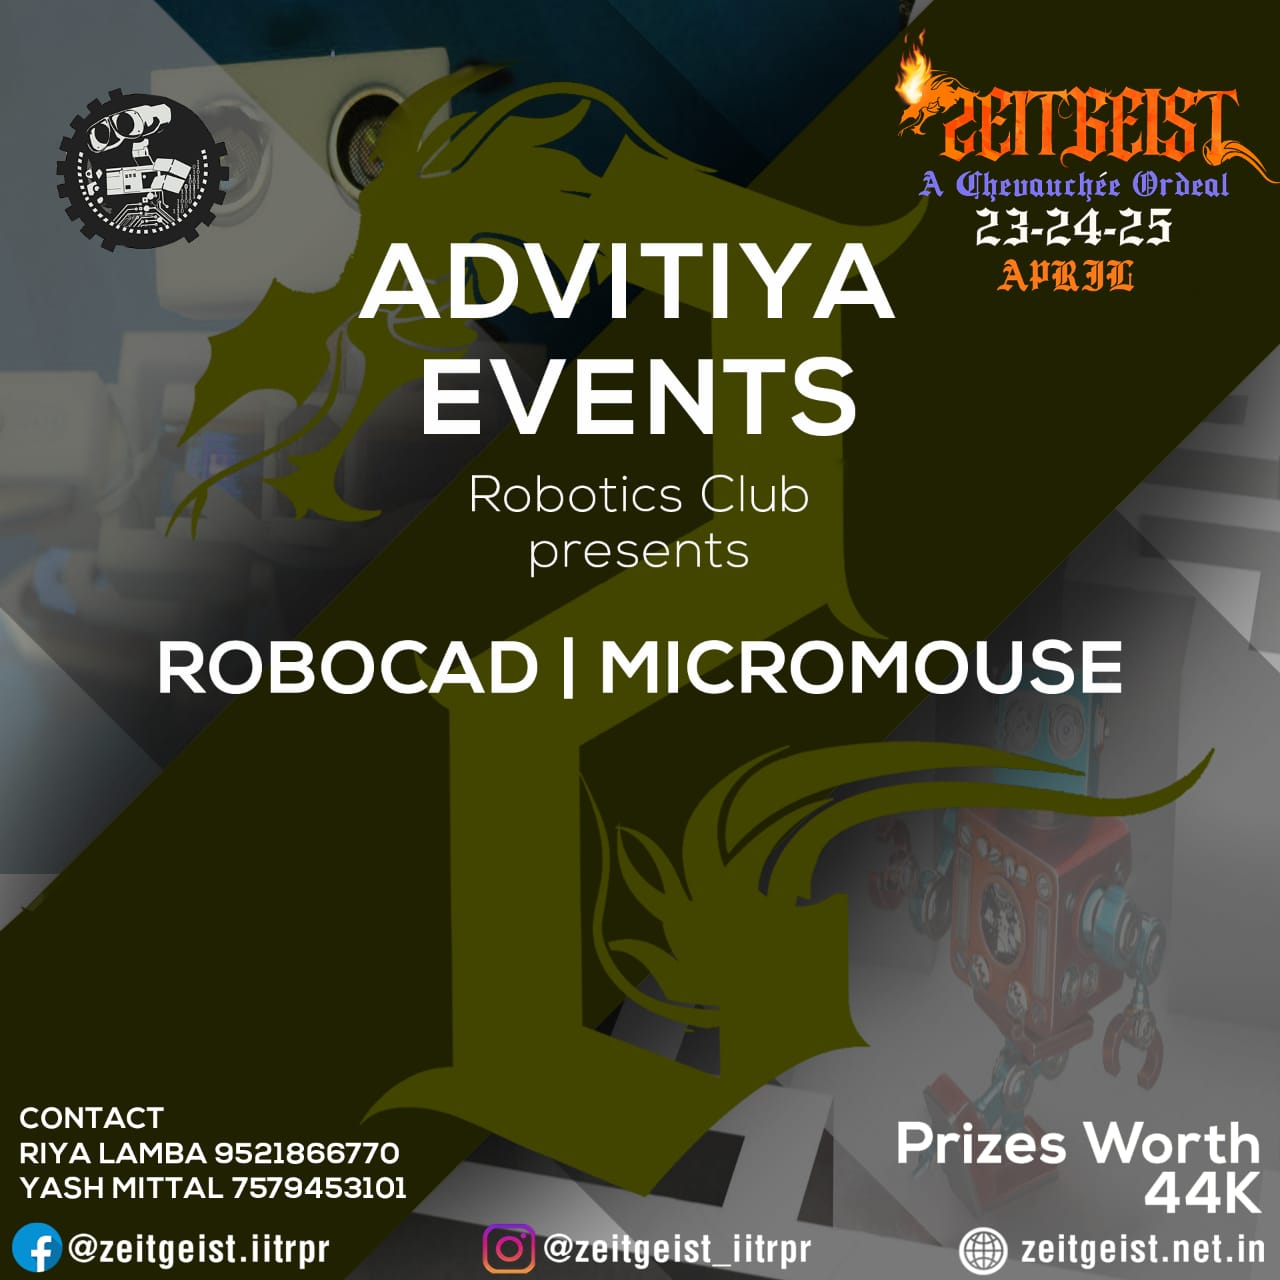 ZEITGEIST
A Chevauchée Ordeal
23-24-25
APRIL
ADVITIYA
EVENTS
Robotics Club
presents
ROBOCAD | MICROMOUSE
CONTACT
RIYA LAMBA 9521866770
YASH MITTAL 7579453101
Prizes Worth
44K
@zeitgeist.iitrpr
@zeitgeist_iitrpr
zeitgeist.net.in